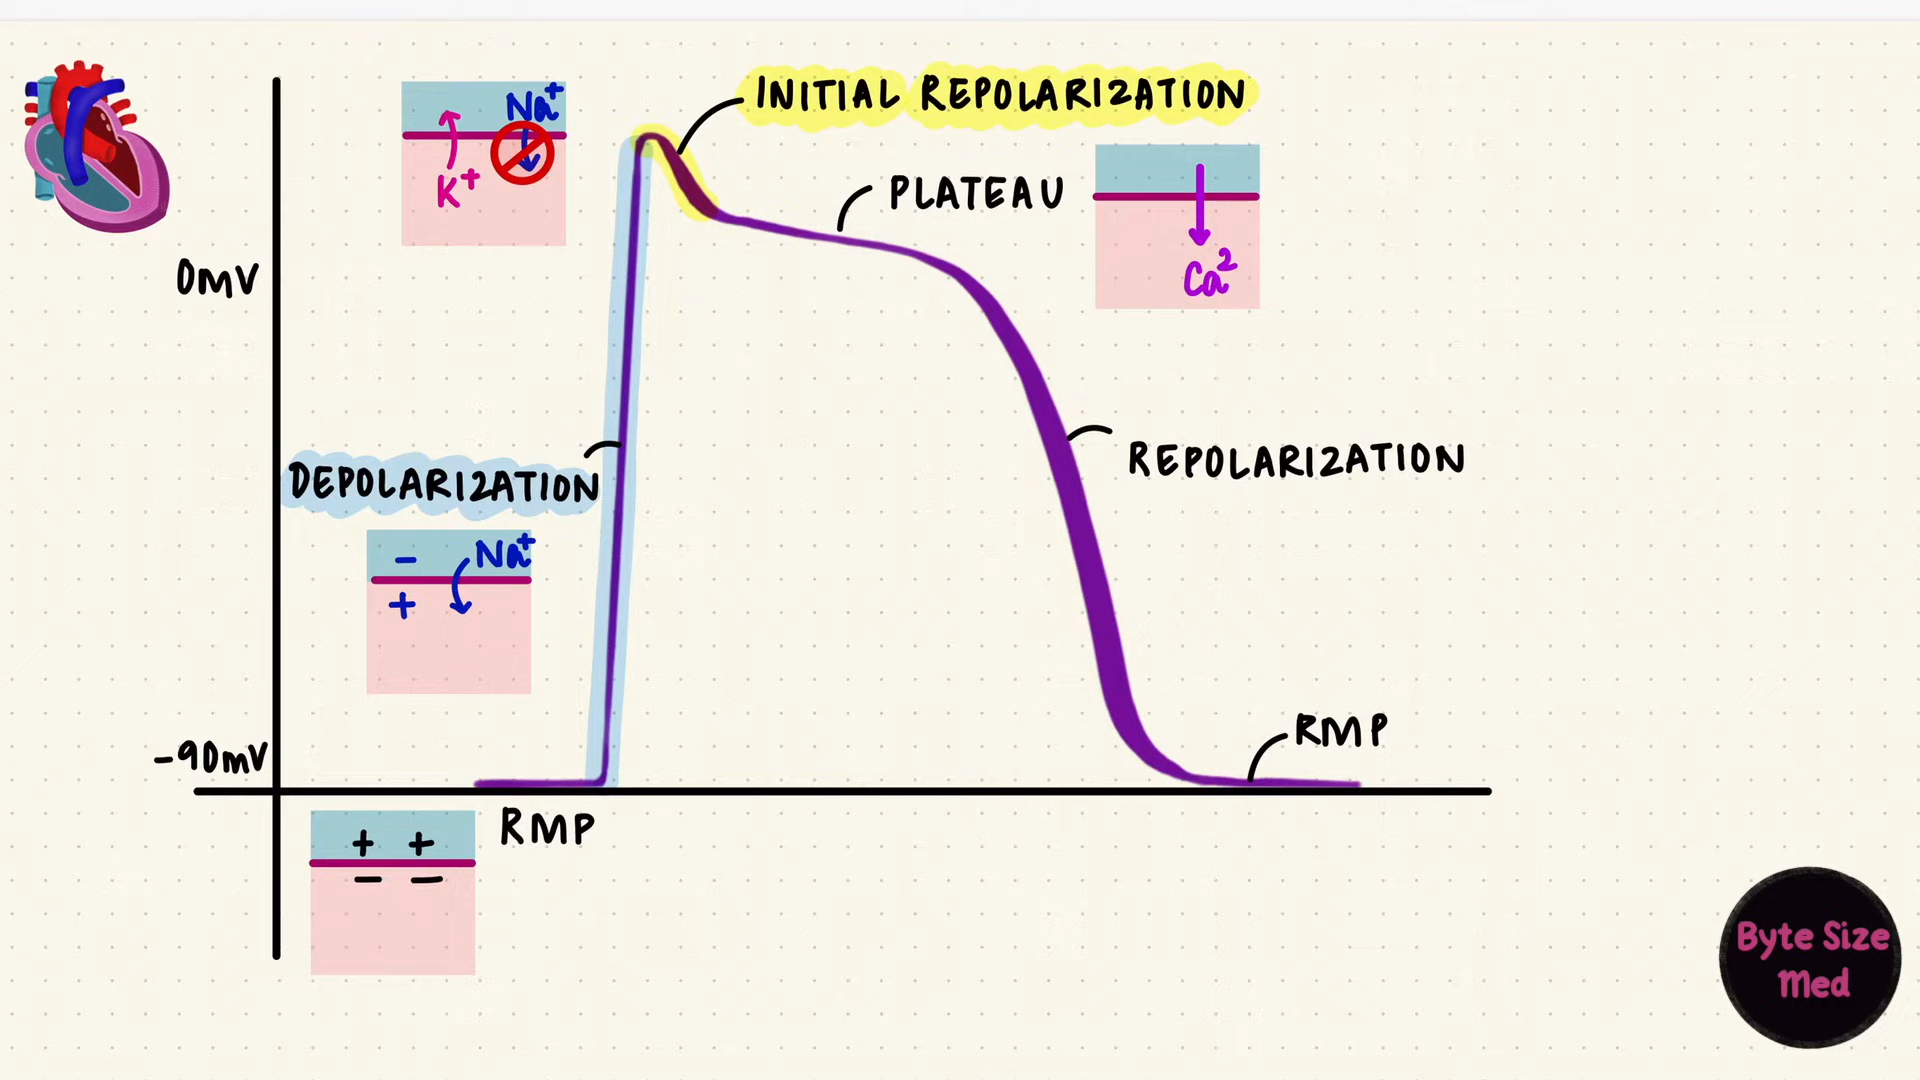 INITIAL REPOLARIZATION
Na+
K+
PLATEAU
Ca2
0mV
DEPOLARIZATION
REPOLARIZATION
- Na+
+
-90mV
RMP
RMP
+ +
- -
Byte Size
Med